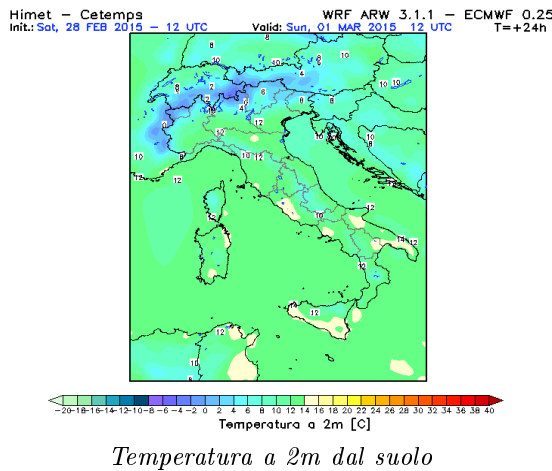 Himet – Cetemps WRF ARW 3.1.1 – ECMWF 0.25
Init.: Sat, 28 FEB 2015 – 12 UTC Valid: Sun, 01 MAR 2015 12 UTC T=+24h
-20-18-16-14-12-10-8 -6 -4 -2 0 2 4 6 8 10 12 14 16 18 20 22 24 26 28 30 32 34 36 38 40
Temperatura a 2m [C]
Temperatura a 2m dal suolo